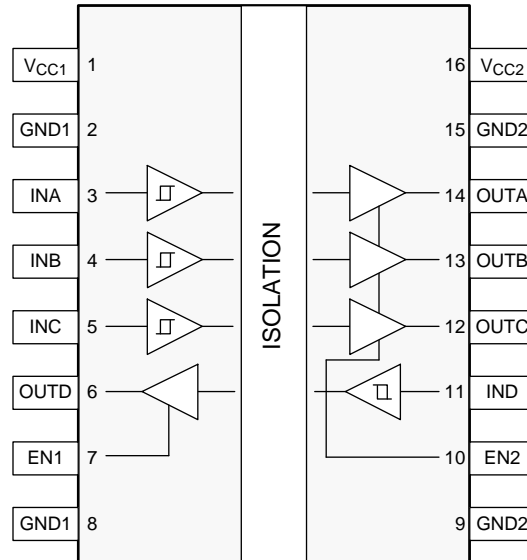 VCC1 1
GND1 2
INA 3
INB 4
INC 5
OUTD 6
EN1 7
GND1 8
ISOLATION
16 VCC2
15 GND2
14 OUTA
13 OUTB
12 OUTC
11 IND
10 EN2
9 GND2